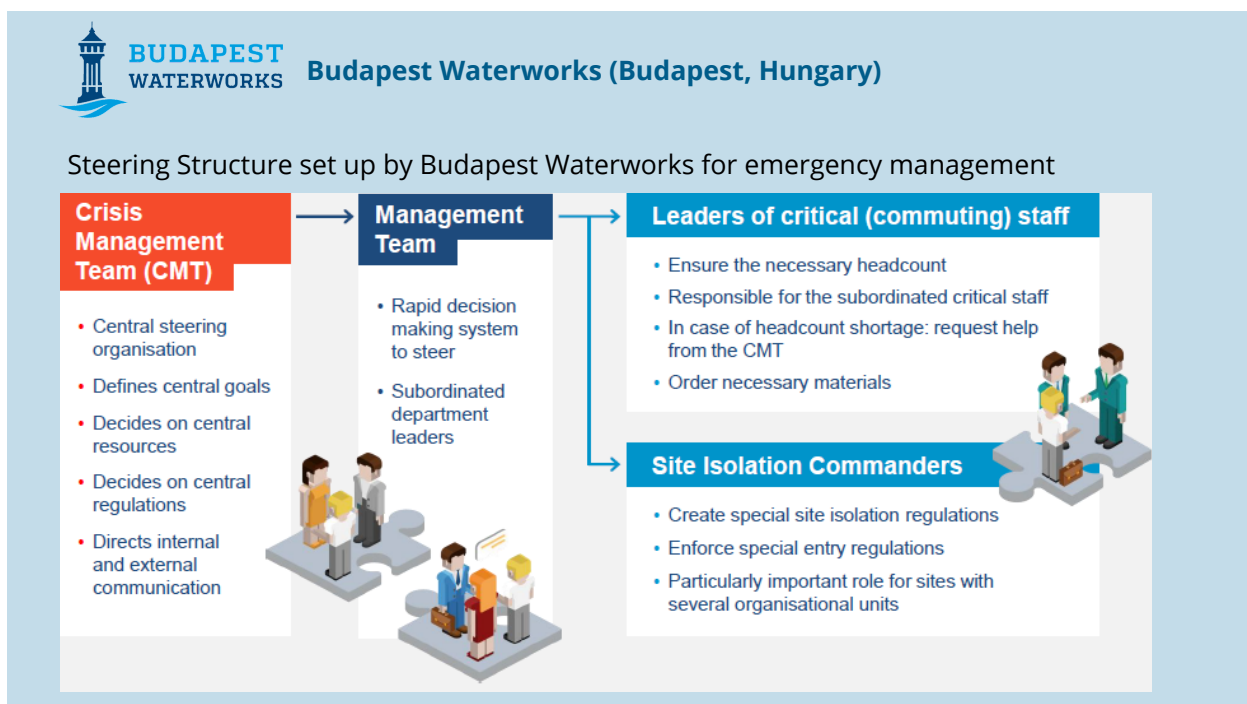 BUDAPEST
WATERWORKS
Budapest Waterworks (Budapest, Hungary)
Steering Structure set up by Budapest Waterworks for emergency management
Crisis
Management
Team (CMT)
• Central steering
organisation
• Defines central goals
• Decides on central
resources
• Decides on central
regulations
• Directs internal
and external
communication
Management
Team
• Rapid decision
making system
to steer
• Subordinated
department
leaders
Leaders of critical (commuting) staff
• Ensure the necessary headcount
• Responsible for the subordinated critical staff
• In case of headcount shortage: request help
from the CMT
• Order necessary materials
Site Isolation Commanders
• Create special site isolation regulations
• Enforce special entry regulations
• Particularly important role for sites with
several organisational units